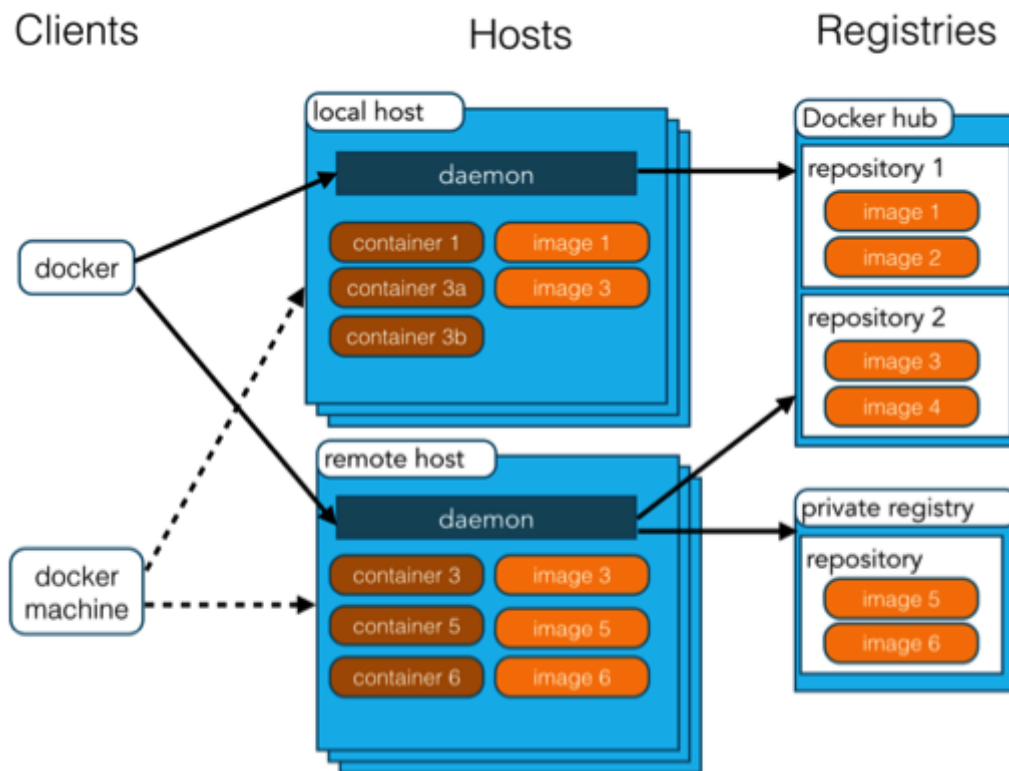 Clients
Hosts
Registries
local host
daemon
container 1
image 1
container 3a
image 3
container 3b
docker
docker
machine
remote host
daemon
container 3
image 3
container 5
image 5
container 6
image 6
Docker hub
repository 1
image 1
image 2
repository 2
image 3
image 4
private registry
repository
image 5
image 6